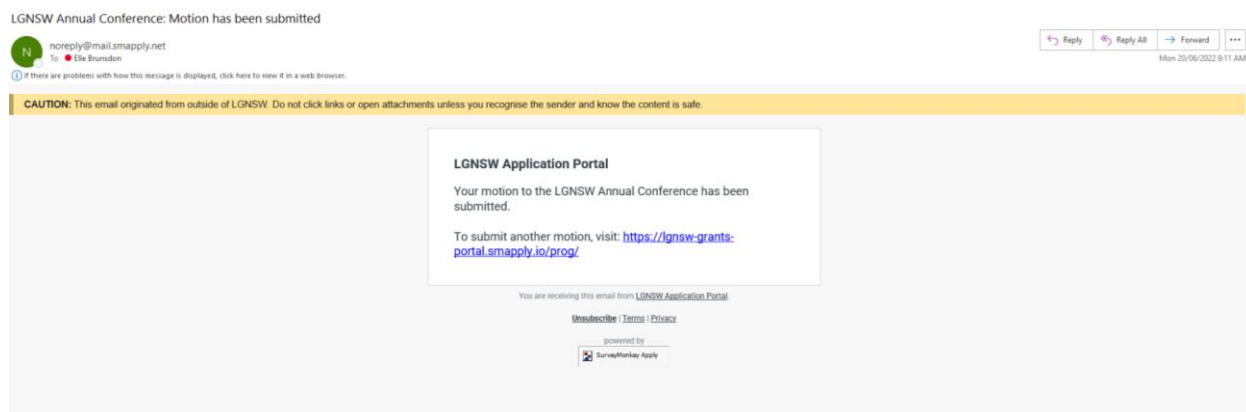 LGNSW Annual Conference: Motion has been submitted
N
noreply@mail.smapply.net
To Elle Brunsdon
If there are problems with how this message is displayed, click here to view it in a web browser.
Reply Reply All Forward ...
Mon 20/06/2022 9:11 AM
CAUTION: This email originated from outside of LGNSW. Do not click links or open attachments unless you recognise the sender and know the content is safe.
LGNSW Application Portal
Your motion to the LGNSW Annual Conference has been
submitted.
To submit another motion, visit: https://lgnsw-grants-
portal.smapply.io/prog/
You are receiving this email from LGNSW Application Portal.
Unsubscribe | Terms | Privacy
powered by
SurveyMonkey Apply